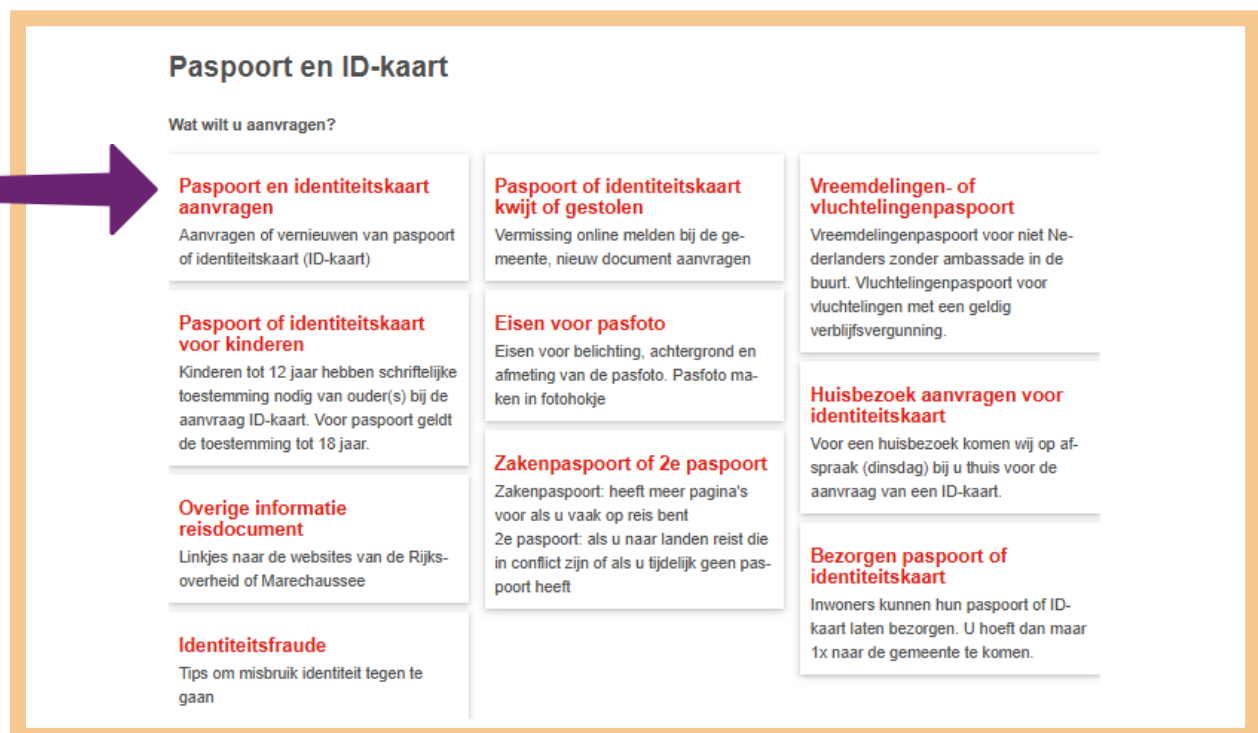 Paspoort en ID-kaart
Wat wilt u aanvragen?
Paspoort en identiteitskaart
aanvragen
Aanvragen of vernieuwen van paspoort
of identiteitskaart (ID-kaart)
Paspoort of identiteitskaart
voor kinderen
Kinderen tot 12 jaar hebben schriftelijke
toestemming nodig van ouder(s) bij de
aanvraag ID-kaart. Voor paspoort geldt
de toestemming tot 18 jaar.
Overige informatie
reisdocument
Linkjes naar de websites van de Rijks-
overheid of Marechaussee
Identiteitsfraude
Tips om misbruik identiteit tegen te
gaan
Paspoort of identiteitskaart
kwijt of gestolen
Vermissing online melden bij de ge-
meente, nieuw document aanvragen
Eisen voor pasfoto
Eisen voor belichting, achtergrond en
afmeting van de pasfoto. Pasfoto ma-
ken in fotohokje
Zakenpaspoort of 2e paspoort
Zakenpaspoort: heeft meer pagina's
voor als u vaak op reis bent
2e paspoort: als u naar landen reist die
in conflict zijn of als u tijdelijk geen pas-
poort heeft
Vreemdelingen- of
vluchtelingenpaspoort
Vreemdelingenpaspoort voor niet Ne-
derlanders zonder ambassade in de
buurt. Vluchtelingenpaspoort voor
vluchtelingen met een geldig
verblijfsvergunning.
Huisbezoek aanvragen voor
identiteitskaart
Voor een huisbezoek komen wij op af-
spraak (dinsdag) bij u thuis voor de
aanvraag van een ID-kaart.
Bezorgen paspoort of
identiteitskaart
Inwoners kunnen hun paspoort of ID-
kaart laten bezorgen. U hoeft dan maar
1x naar de gemeente te komen.